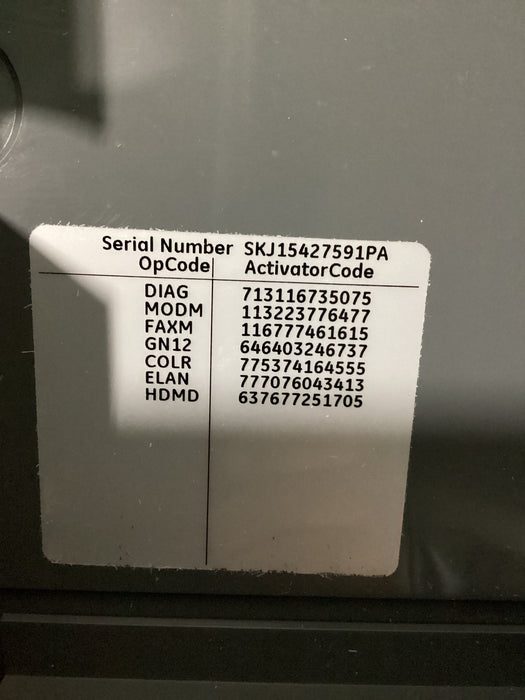 Serial Number SKJ15427591PA
OpCode ActivatorCode
DIAG 713116735075
MODM 113223776477
FAXM 116777461615
GN12 646403246737
COLR 775374164555
ELAN 777076043413
HDMD 637677251705